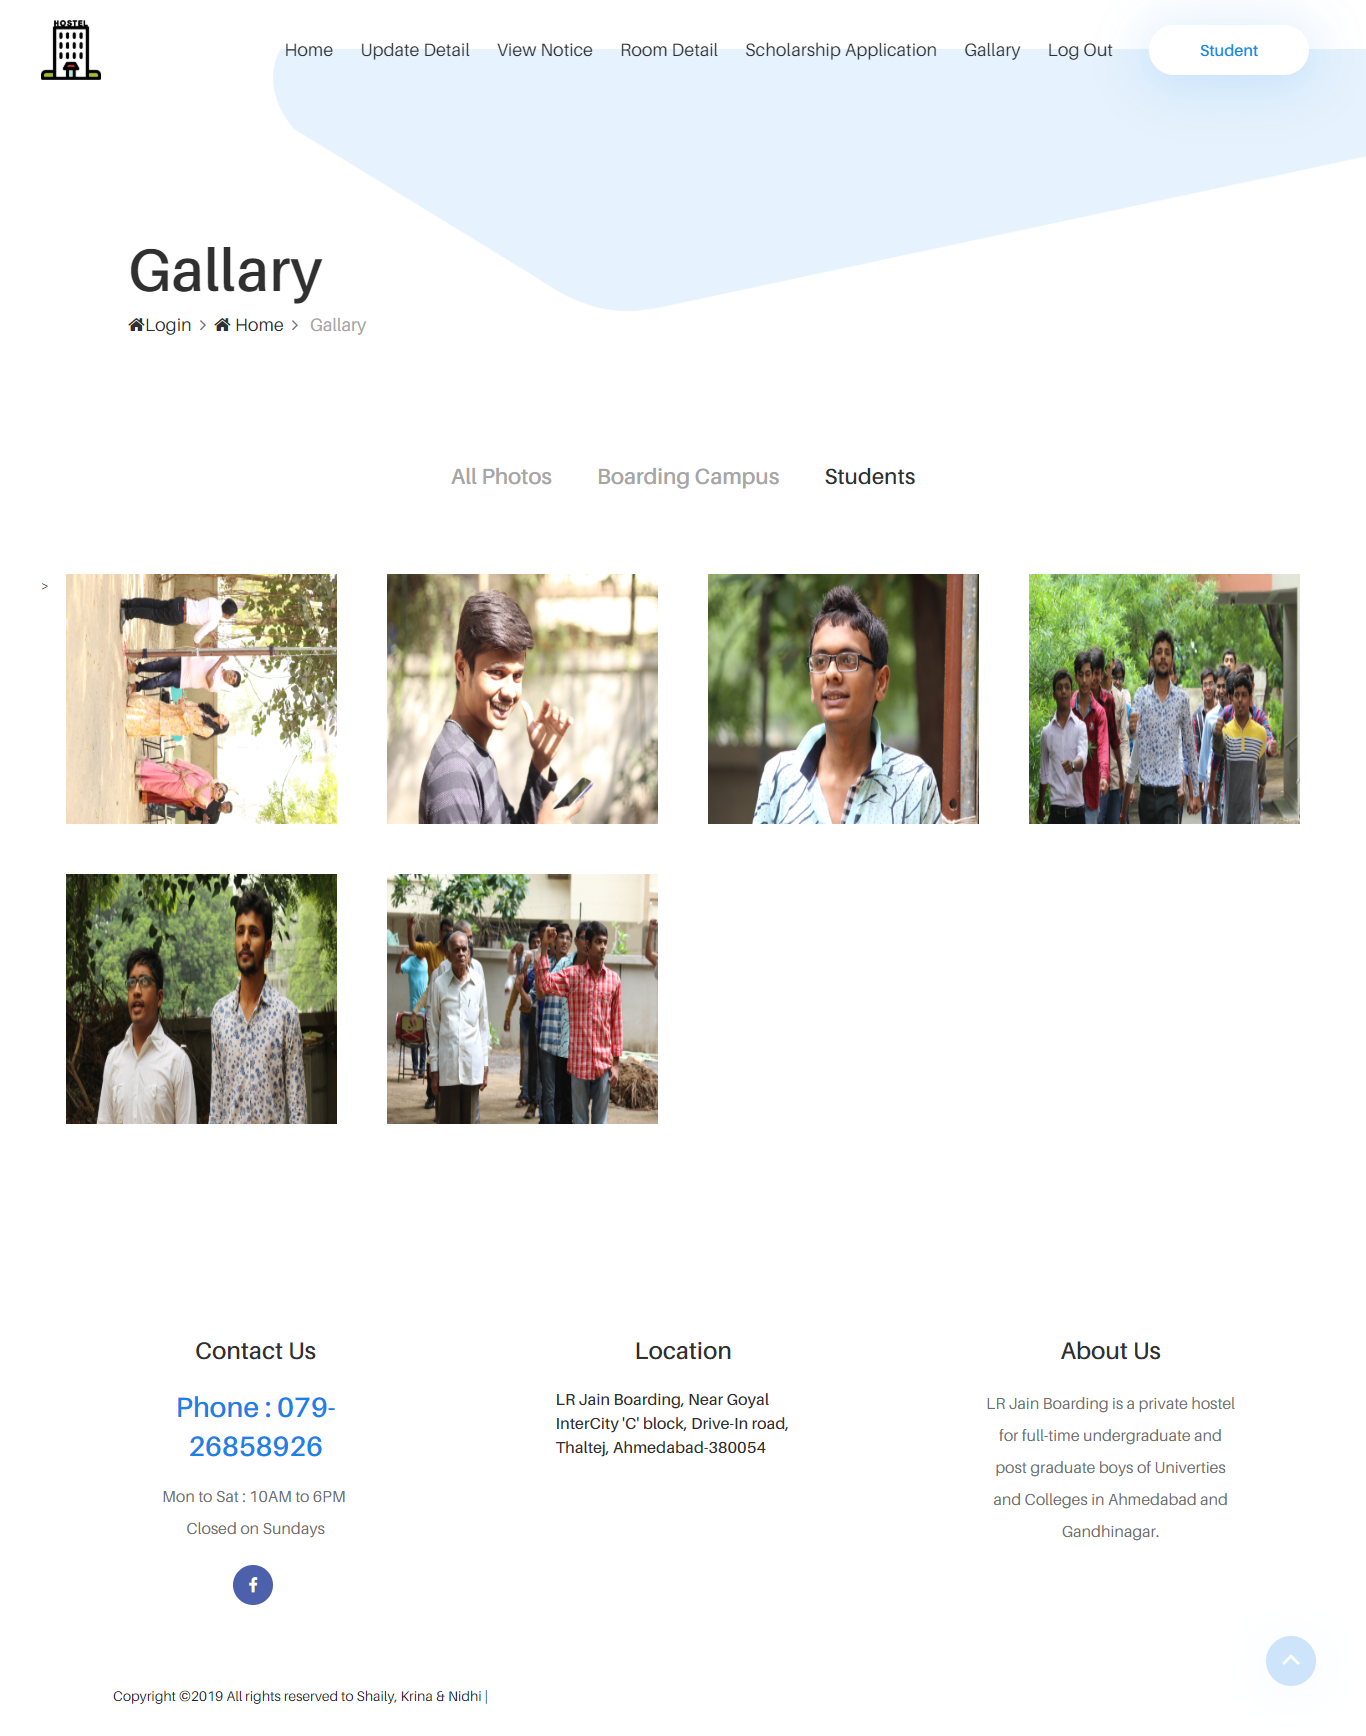 HOSTEL
Home Update Detail View Notice Room Detail Scholarship Application Gallary Log Out Student
Gallary
Login > Home > Gallary
All Photos Boarding Campus Students
>
Contact Us
Phone : 079-
26858926
Mon to Sat : 10AM to 6PM
Closed on Sundays
Location
LR Jain Boarding, Near Goyal
InterCity 'C' block, Drive-In road,
Thaltej, Ahmedabad-380054
About Us
LR Jain Boarding is a private hostel
for full-time undergraduate and
post graduate boys of Univerties
and Colleges in Ahmedabad and
Gandhinagar.
Copyright ©2019 All rights reserved to Shaily, Krina & Nidhi |